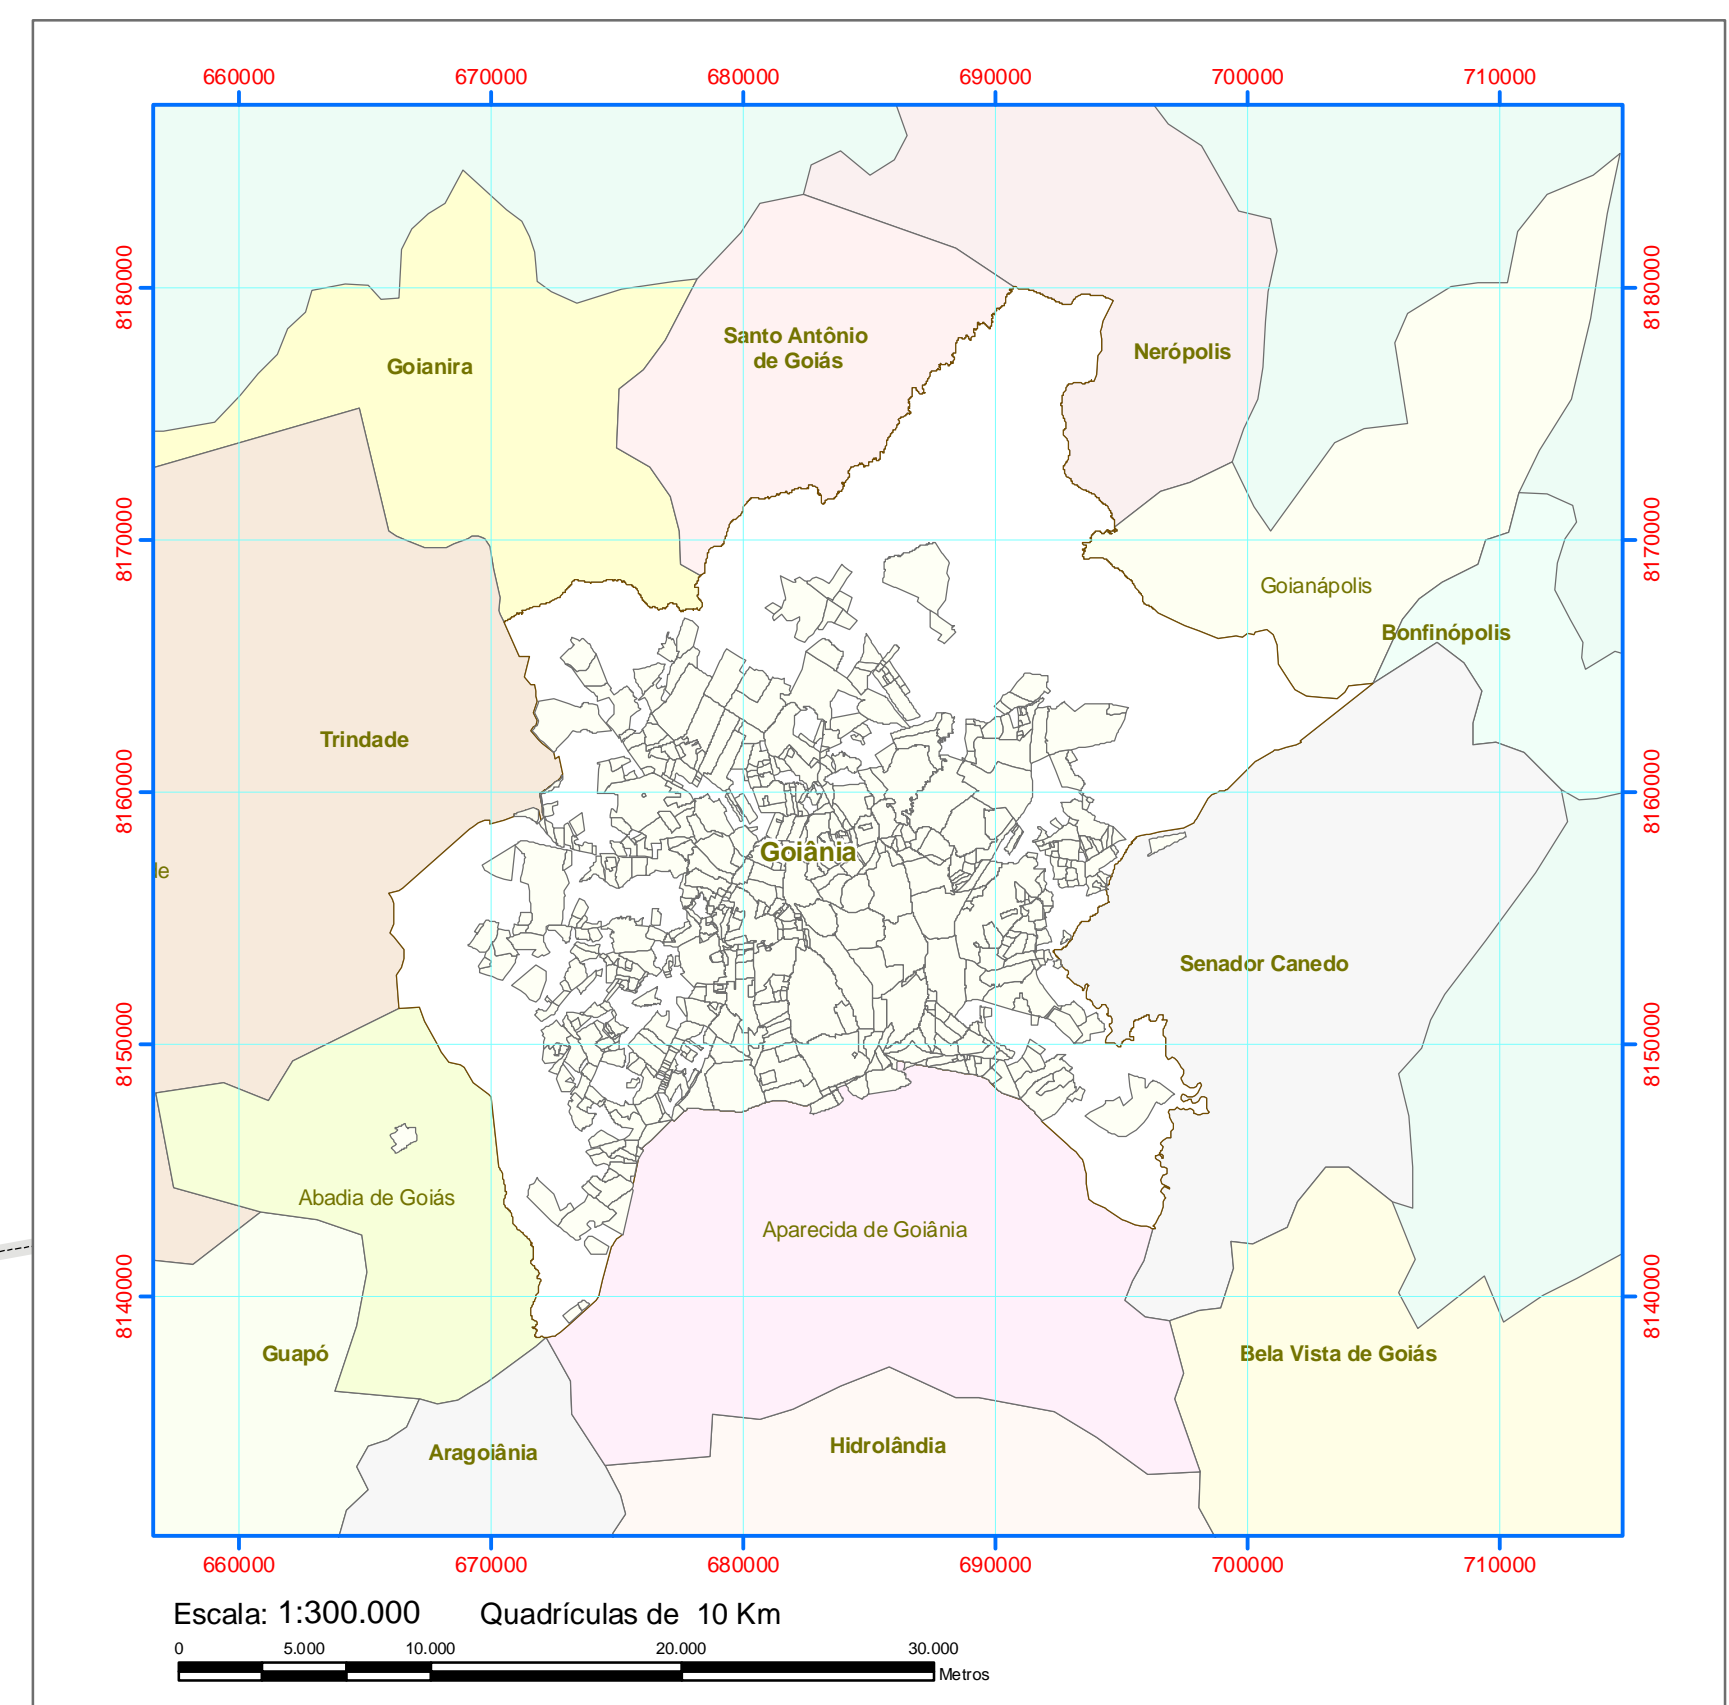 660000 670000 680000 690000 700000 710000
8180000 8180000
Santo Antônio
de Goiás
Nerópolis
Goianira
8170000 8170000
Goianápolis
Bonfinópolis
Trindade
8160000 8160000
Goiânia
de
Senador Canedo
8150000 8150000
Abadia de Goiás
Aparecida de Goiânia
8140000 8140000
Guapó
Bela Vista de Goiás
Aragoiânia
Hidrolândia
660000 670000 680000 690000 700000 710000
Escala: 1:300.000 Quadrículas de 10 Km
0 5.000 10.000 20.000 30.000
Metros